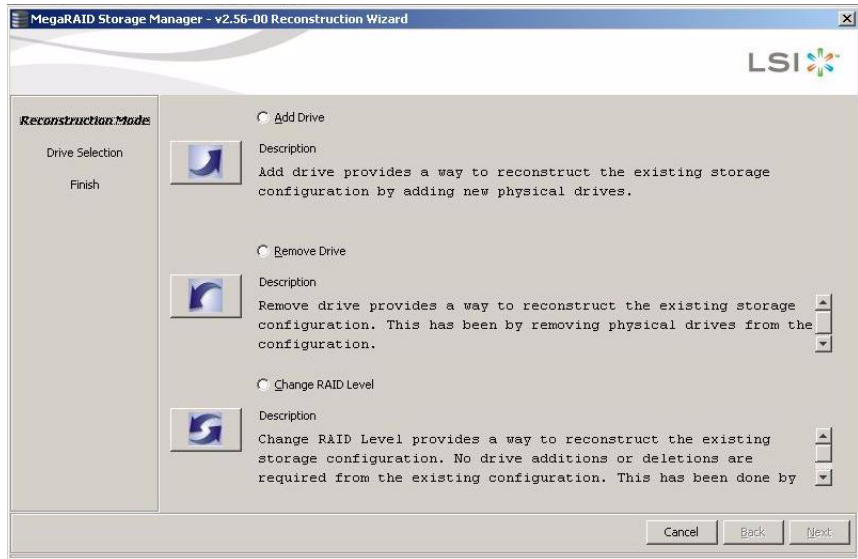 MegaRAID Storage Manager - v2.56-00 Reconstruction Wizard
LSI
Reconstruction Mode
Drive Selection
Finish
Add Drive
Description
Add drive provides a way to reconstruct the existing storage
configuration by adding new physical drives.
Remove Drive
Description
Remove drive provides a way to reconstruct the existing storage
configuration. This has been by removing physical drives from the
configuration.
Change RAID Level
Description
Change RAID Level provides a way to reconstruct the existing
storage configuration. No drive additions or deletions are
required from the existing configuration. This has been done by
Cancel
Back
Next